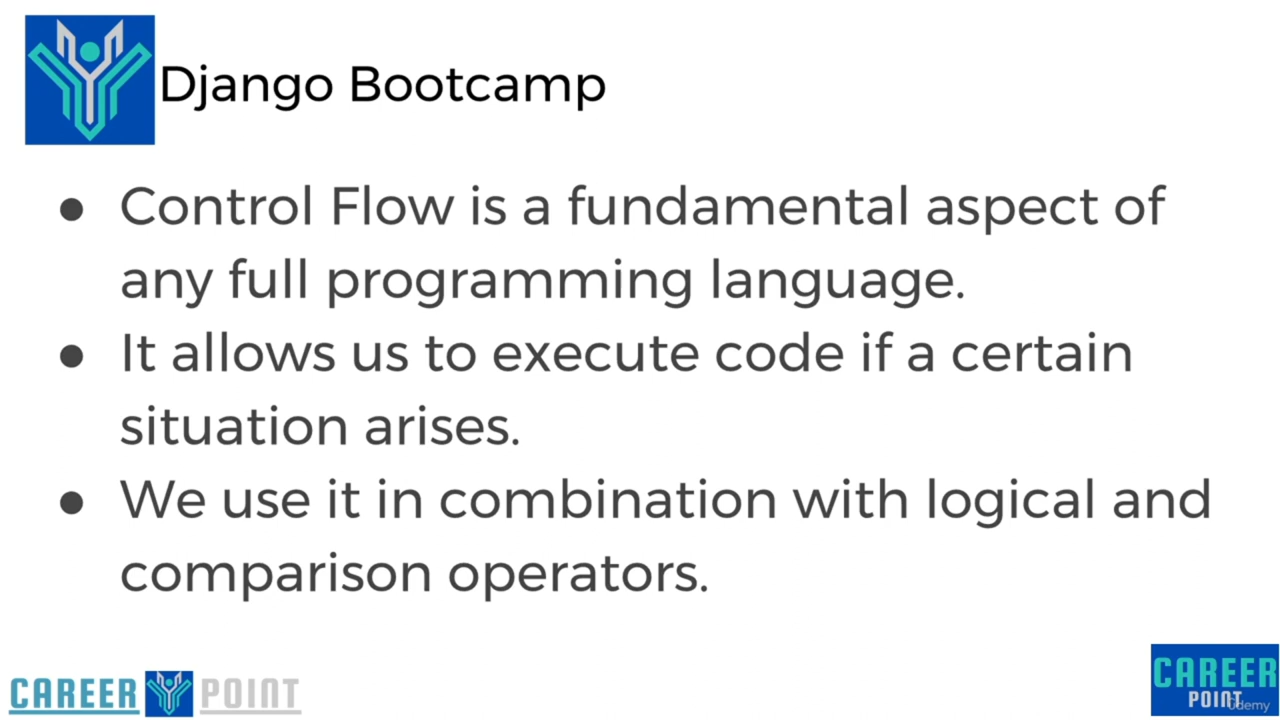 Django Bootcamp
● Control Flow is a fundamental aspect of
any full programming language.
● It allows us to execute code if a certain
situation arises.
● We use it in combination with logical and
comparison operators.
CAREER POINT
CAREER
POINT
Udemy